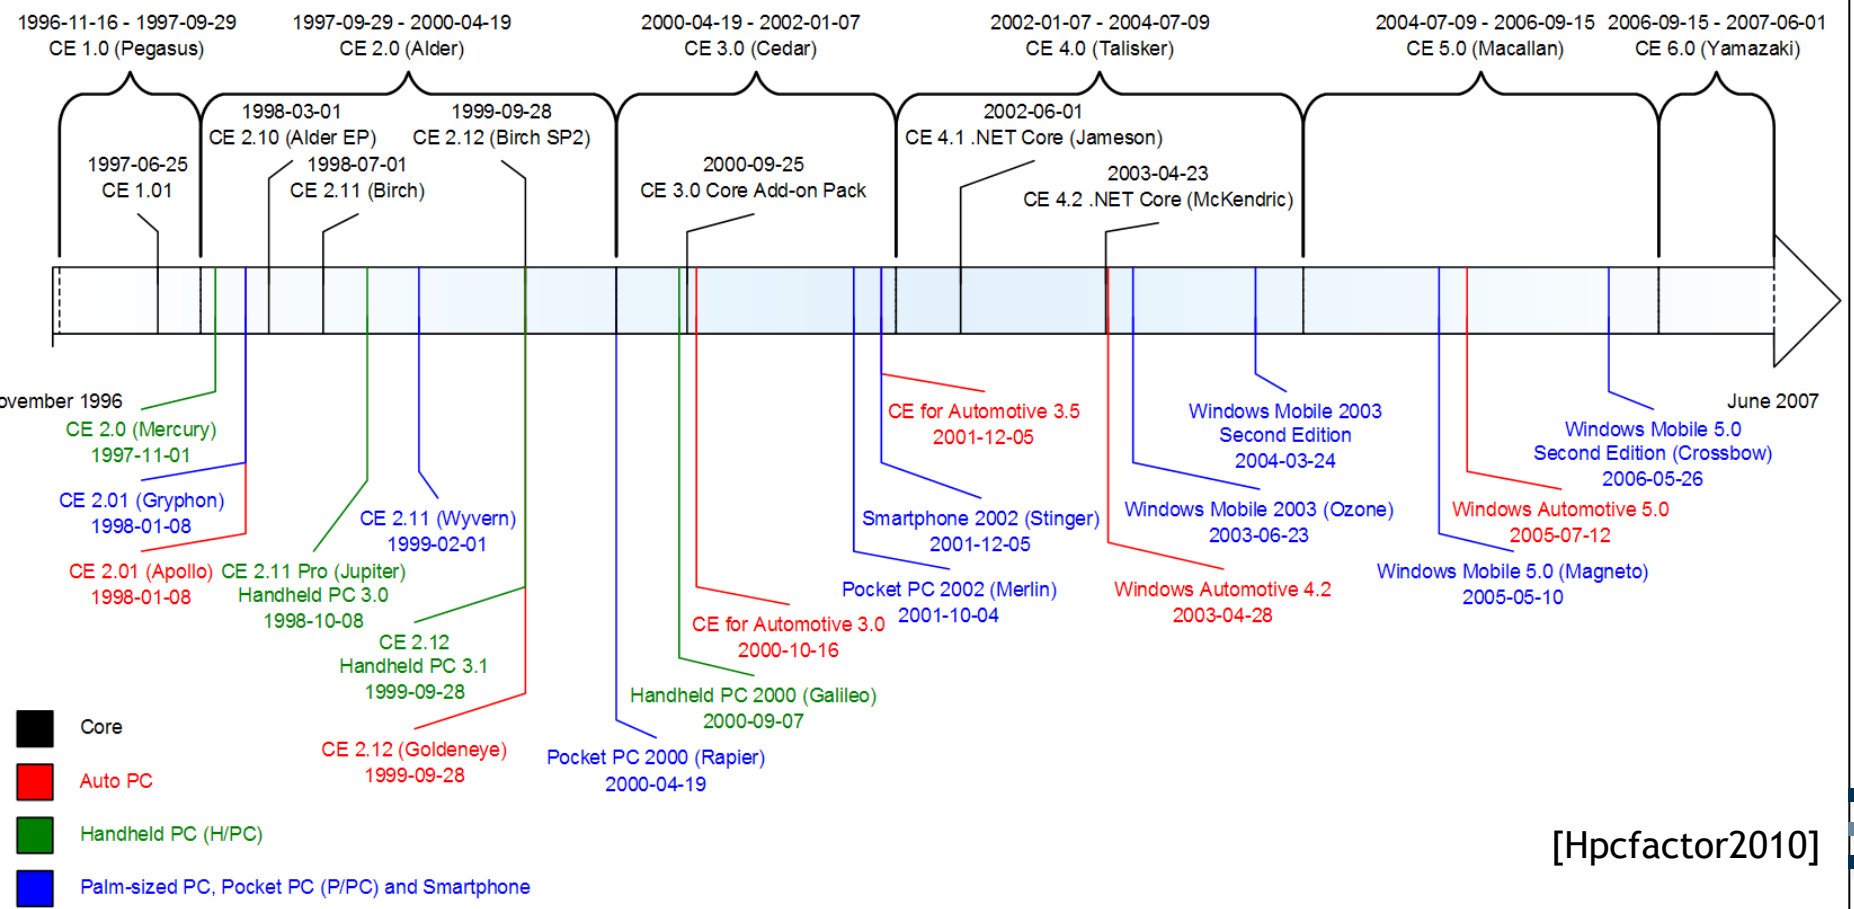 1996-11-16 - 1997-09-29
CE 1.0 (Pegasus)
1997-09-29 - 2000-04-19
CE 2.0 (Alder)
2000-04-19 - 2002-01-07
CE 3.0 (Cedar)
2002-01-07 - 2004-07-09
CE 4.0 (Talisker)
2004-07-09 - 2006-09-15
CE 5.0 (Macallan)
2006-09-15 - 2007-06-01
CE 6.0 (Yamazaki)
1997-06-25
CE 1.01
1998-03-01
CE 2.10 (Alder EP)
1998-07-01
CE 2.11 (Birch)
1999-09-28
CE 2.12 (Birch SP2)
2000-09-25
CE 3.0 Core Add-on Pack
2002-06-01
CE 4.1 .NET Core (Jameson)
2003-04-23
CE 4.2 .NET Core (McKendric)
ovember 1996
June 2007
CE 2.0 (Mercury)
1997-11-01
CE 2.01 (Gryphon)
1998-01-08
CE 2.01 (Apollo)
1998-01-08
CE 2.11 Pro (Jupiter)
Handheld PC 3.0
1998-10-08
CE 2.11 (Wyvern)
1999-02-01
CE 2.12
Handheld PC 3.1
1999-09-28
CE 2.12 (Goldeneye)
1999-09-28
Pocket PC 2000 (Rapier)
2000-04-19
Handheld PC 2000 (Galileo)
2000-09-07
CE for Automotive 3.0
2000-10-16
Pocket PC 2002 (Merlin)
2001-10-04
Smartphone 2002 (Stinger)
2001-12-05
CE for Automotive 3.5
2001-12-05
Windows Automotive 4.2
2003-04-28
Windows Mobile 2003 (Ozone)
2003-06-23
Windows Mobile 2003
Second Edition
2004-03-24
Windows Mobile 5.0 (Magneto)
2005-05-10
Windows Automotive 5.0
2005-07-12
Windows Mobile 5.0
Second Edition (Crossbow)
2006-05-26
Core
Auto PC
Handheld PC (H/PC)
Palm-sized PC, Pocket PC (P/PC) and Smartphone
[Hpcfactor2010]